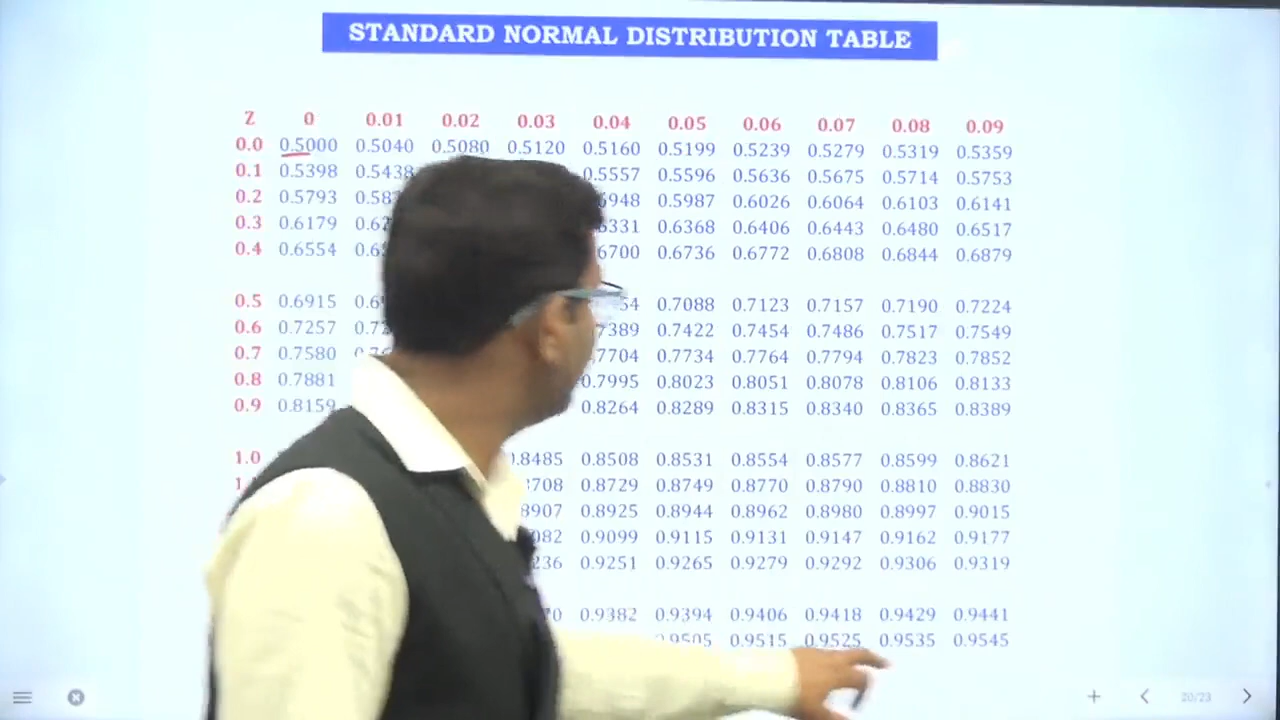 STANDARD NORMAL DISTRIBUTION TABLE
Z 0 0.01 0.02 0.03 0.04 0.05 0.06 0.07 0.08 0.09
0.0 0.5000 0.5040 0.5080 0.5120 0.5160 0.5199 0.5239 0.5279 0.5319 0.5359
0.1 0.5398 0.5438 0.5557 0.5596 0.5636 0.5675 0.5714 0.5753
0.2 0.5793 0.5987 0.6026 0.6064 0.6103 0.6141
0.3 0.6179 0.6368 0.6406 0.6443 0.6480 0.6517
0.4 0.6554 0.6736 0.6772 0.6808 0.6844 0.6879
0.5 0.6915 0.7088 0.7123 0.7157 0.7190 0.7224
0.6 0.7257 0.7422 0.7454 0.7486 0.7517 0.7549
0.7 0.7580 0.7734 0.7764 0.7794 0.7823 0.7852
0.8 0.7881 0.7995 0.8023 0.8051 0.8078 0.8106 0.8133
0.9 0.8159 0.8264 0.8289 0.8315 0.8340 0.8365 0.8389
1.0 0.8485 0.8508 0.8531 0.8554 0.8577 0.8599 0.8621
0.8729 0.8749 0.8770 0.8790 0.8810 0.8830
0.8925 0.8944 0.8962 0.8980 0.8997 0.9015
0.9099 0.9115 0.9131 0.9147 0.9162 0.9177
0.9251 0.9265 0.9279 0.9292 0.9306 0.9319
0.9382 0.9394 0.9406 0.9418 0.9429 0.9441
0.9505 0.9515 0.9525 0.9535 0.9545
20/23